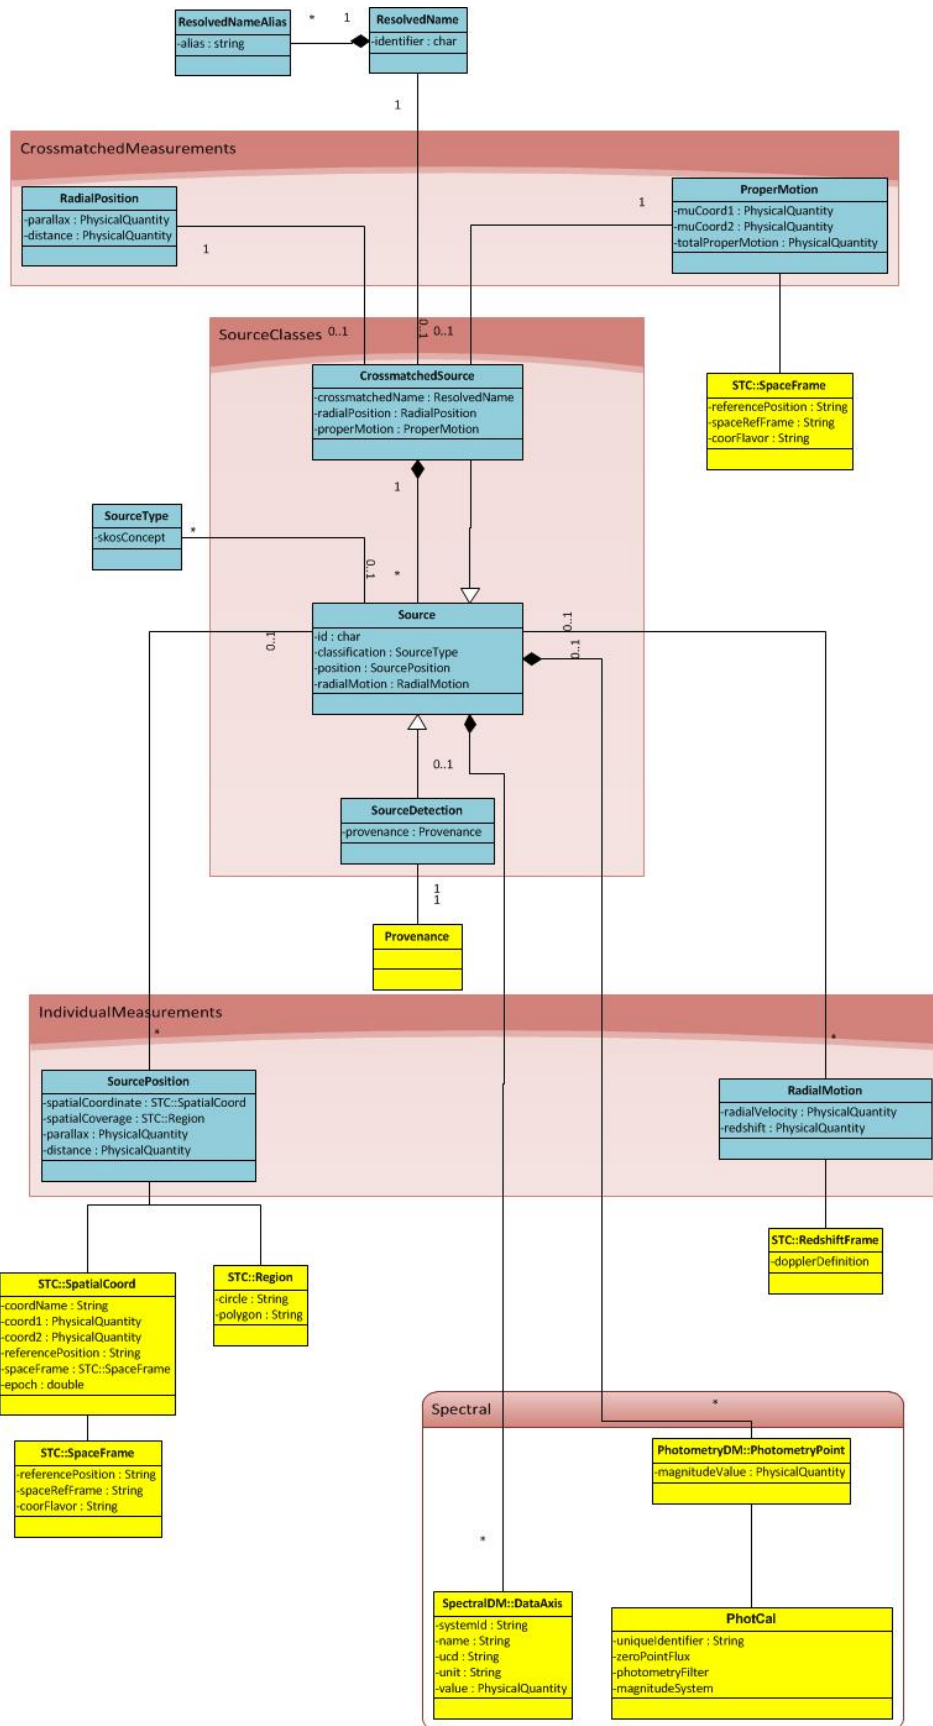 ResolvedNameAlias
-alias : string
*
1
ResolvedName
-identifier : char
1
CrossmatchedMeasurements
RadialPosition
-parallax : PhysicalQuantity
-distance : PhysicalQuantity
1
1
ProperMotion
-muCoord1 : PhysicalQuantity
-muCoord2 : PhysicalQuantity
-totalProperMotion : PhysicalQuantity
SourceClasses
0..1
0..1
0..1
CrossmatchedSource
-crossmatchedName : ResolvedName
-radialPosition : RadialPosition
-properMotion : ProperMotion
STC::SpaceFrame
-referencePosition : String
-spaceRefFrame : String
-coorFlavor : String
1
SourceType
-skosConcept
*
0..1
*
Source
-id : char
-classification : SourceType
-position : SourcePosition
-radialMotion : RadialMotion
0..1
0..1
0..1
0..1
SourceDetection
-provenance : Provenance
1
1
Provenance
IndividualMeasurements
*
*
SourcePosition
-spatialCoordinate : STC::SpatialCoord
-spatialCoverage : STC::Region
-parallax : PhysicalQuantity
-distance : PhysicalQuantity
RadialMotion
-radialVelocity : PhysicalQuantity
-redshift : PhysicalQuantity
STC::RedshiftFrame
-dopplerDefinition
STC::SpatialCoord
-coordName : String
-coord1 : PhysicalQuantity
-coord2 : PhysicalQuantity
-referencePosition : String
-spaceFrame : STC::SpaceFrame
-epoch : double
STC::Region
-circle : String
-polygon : String
STC::SpaceFrame
-referencePosition : String
-spaceRefFrame : String
-coorFlavor : String
Spectral
*
PhotometryDM::PhotometryPoint
-magnitudeValue : PhysicalQuantity
*
SpectralDM::DataAxis
-systemId : String
-name : String
-ucd : String
-unit : String
-value : PhysicalQuantity
PhotCal
-uniqueIdentifier : String
-zeroPointFlux
-photometryFilter
-magnitudeSystem